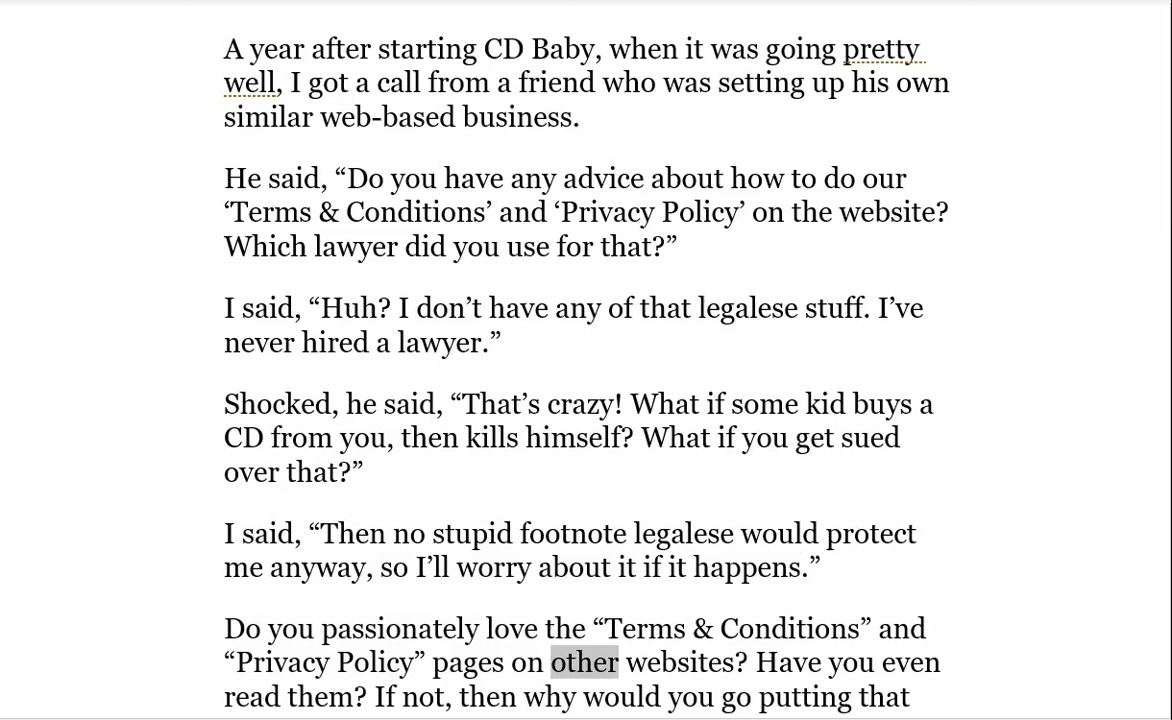 A year after starting CD Baby, when it was going pretty
well, I got a call from a friend who was setting up his own
similar web-based business.
He said, “Do you have any advice about how to do our
‘Terms & Conditions’ and ‘Privacy Policy’ on the website?
Which lawyer did you use for that?”
I said, “Huh? I don’t have any of that legalese stuff. I’ve
never hired a lawyer.”
Shocked, he said, “That’s crazy! What if some kid buys a
CD from you, then kills himself? What if you get sued
over that?”
I said, “Then no stupid footnote legalese would protect
me anyway, so I’ll worry about it if it happens.”
Do you passionately love the “Terms & Conditions” and
“Privacy Policy” pages on other websites? Have you even
read them? If not, then why would you go putting that